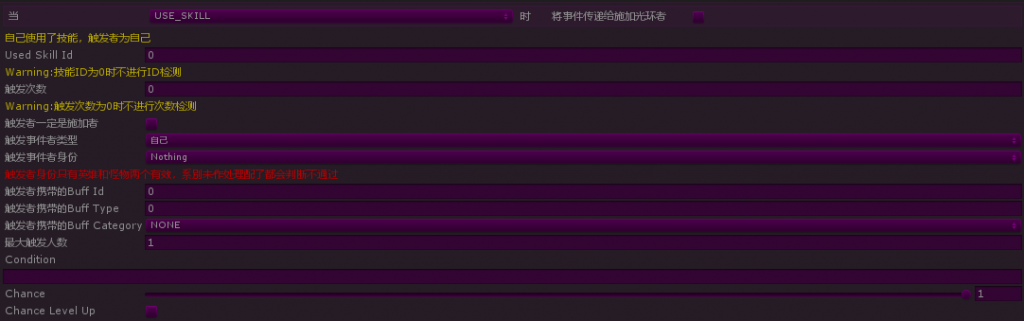 当 USE_SKILL 时 将事件传递给施加光环者
自己使用了技能，触发者为自己
Used Skill Id 0
Warning:技能ID为0时不进行ID检测
触发次数 0
Warning:触发次数为0时不进行次数检测
触发者一定是施加者
触发事件者类型 自己
触发事件者身份 Nothing
触发者身份只有英雄和怪物两个有效，其余未作处理配了都会判断不通过
触发者携带的Buff Id 0
触发者携带的Buff Type 0
触发者携带的Buff Category NONE
最大触发人数 1
Condition
Chance 1
Chance Level Up